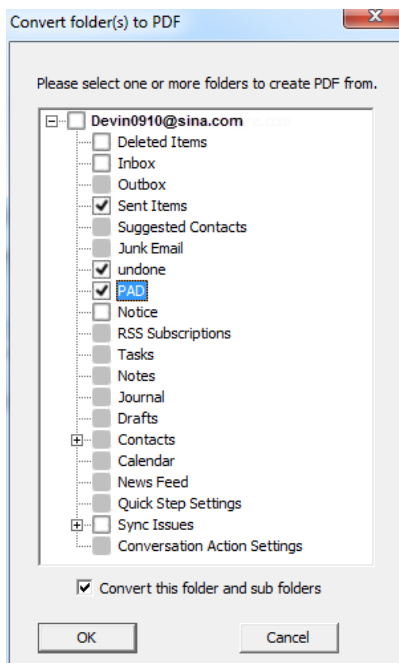 Convert folder(s) to PDF
Please select one or more folders to create PDF from.
Devin0910@sina.com
Deleted Items
Inbox
Outbox
Sent Items
Suggested Contacts
Junk Email
undone
PAD
Notice
RSS Subscriptions
Tasks
Notes
Journal
Drafts
Contacts
Calendar
News Feed
Quick Step Settings
Sync Issues
Conversation Action Settings
Convert this folder and sub folders
OK Cancel